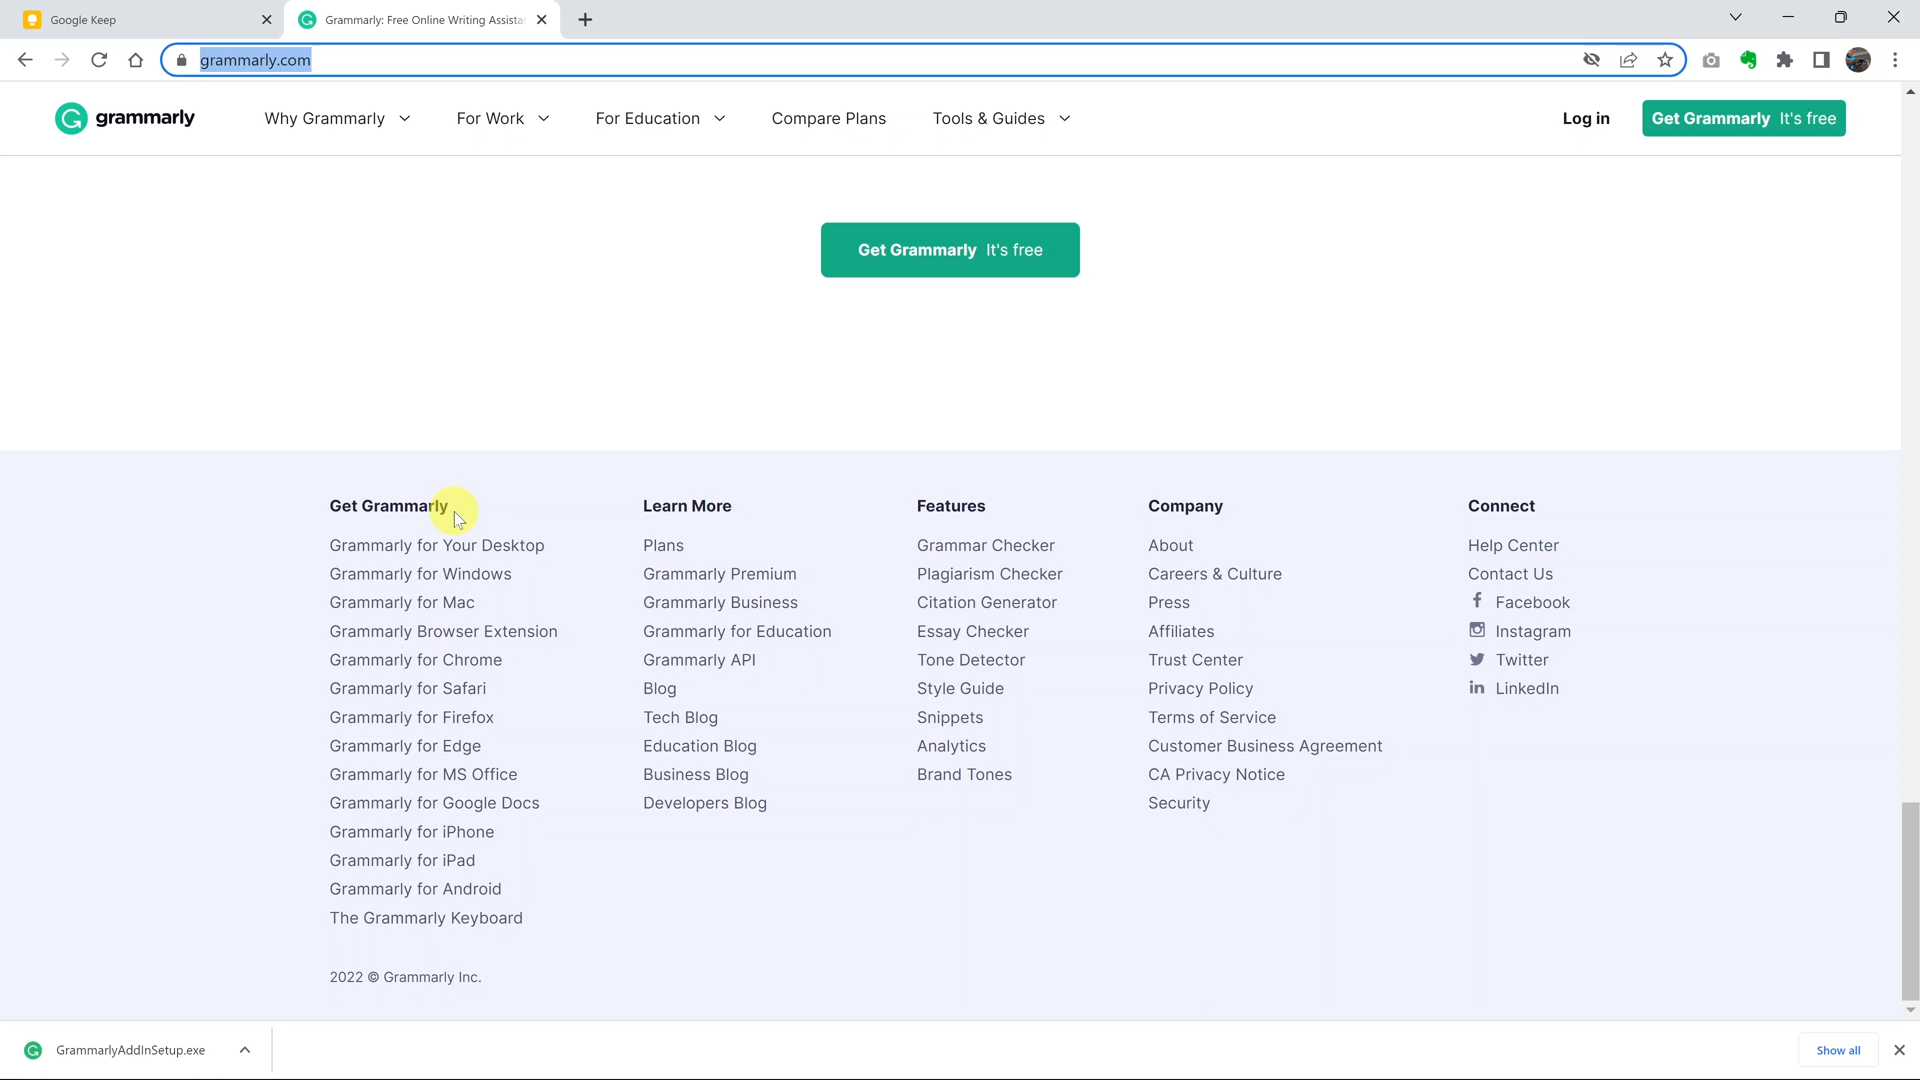 Google Keep
Grammarly: Free Online Writing Assista
grammarly.com
grammarly
Why Grammarly
For Work
For Education
Compare Plans
Tools & Guides
Log in
Get Grammarly It's free
Get Grammarly It's free
Get Grammarly
Grammarly for Your Desktop
Grammarly for Windows
Grammarly for Mac
Grammarly Browser Extension
Grammarly for Chrome
Grammarly for Safari
Grammarly for Firefox
Grammarly for Edge
Grammarly for MS Office
Grammarly for Google Docs
Grammarly for iPhone
Grammarly for iPad
Grammarly for Android
The Grammarly Keyboard
Learn More
Plans
Grammarly Premium
Grammarly Business
Grammarly for Education
Grammarly API
Blog
Tech Blog
Education Blog
Business Blog
Developers Blog
Features
Grammar Checker
Plagiarism Checker
Citation Generator
Essay Checker
Tone Detector
Style Guide
Snippets
Analytics
Brand Tones
Company
About
Careers & Culture
Press
Affiliates
Trust Center
Privacy Policy
Terms of Service
Customer Business Agreement
CA Privacy Notice
Security
Connect
Help Center
Contact Us
Facebook
Instagram
Twitter
LinkedIn
2022 © Grammarly Inc.
GrammarlyAddInSetup.exe
Show all